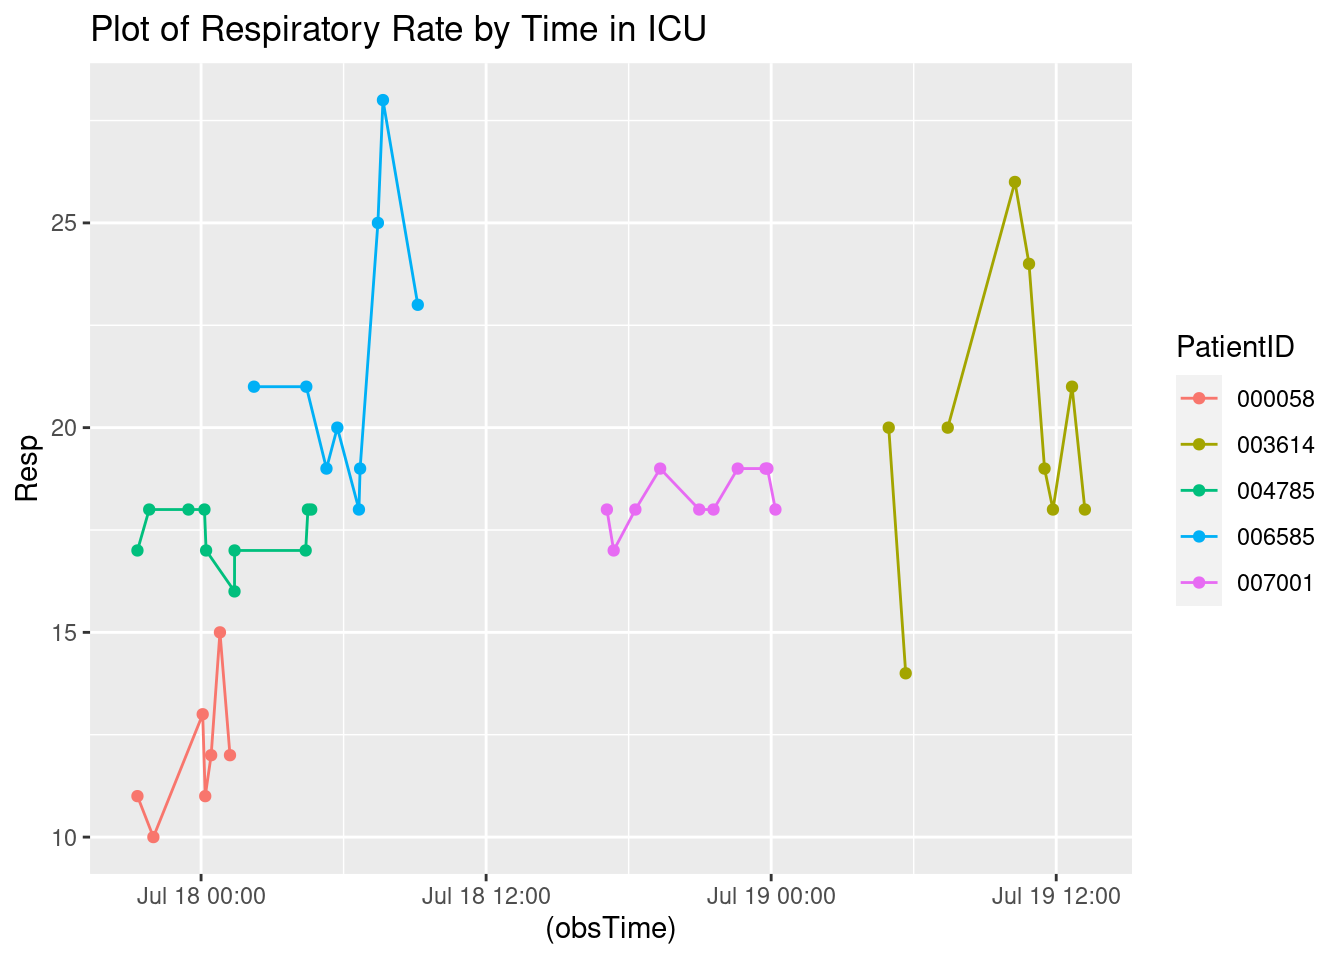 Plot of Respiratory Rate by Time in ICU
25
20
15
10
Resp
Jul 18 00:00
Jul 18 12:00
Jul 19 00:00
Jul 19 12:00
(obsTime)
PatientID
000058
003614
004785
006585
007001